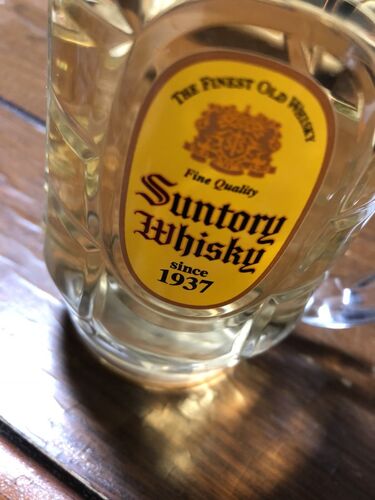 THE FINEST OLD WHISKY
Fine Quality
Suntory
Whisky
since
1937